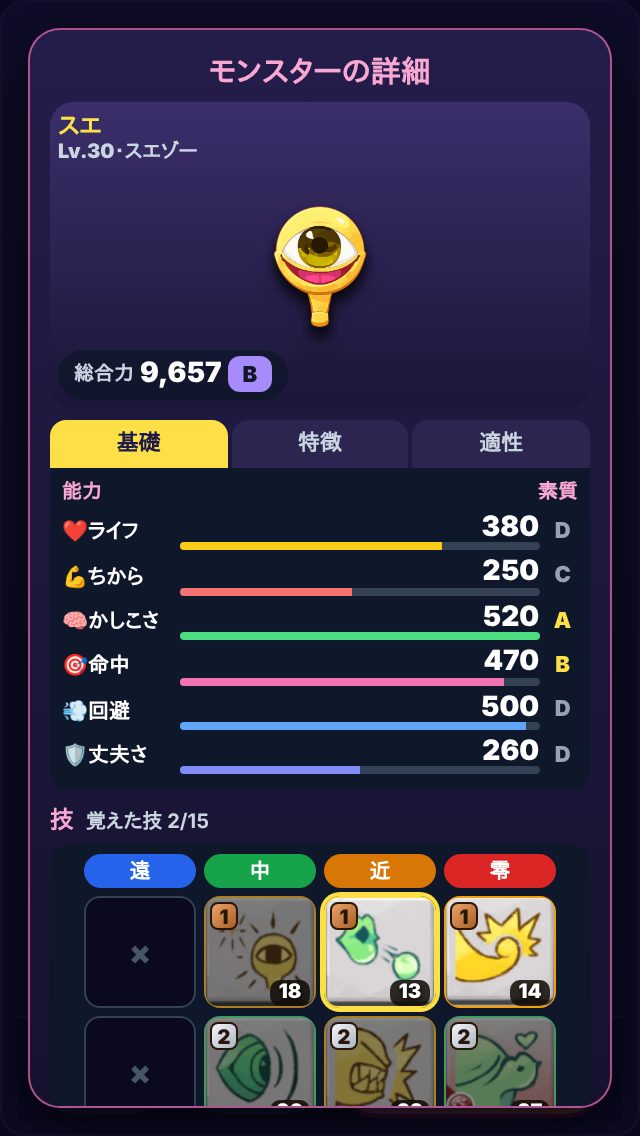 モンスターの詳細
スエ
Lv.30・スエゾー
総合力 9,657 B
基礎 特徴 適性
能力 素質
ライフ 380 D
ちから 250 C
かしこさ 520 A
命中 470 B
回避 500 D
丈夫さ 260 D
技 覚えた技 2/15
遠 中 近 零
× 1 18 1 13 1 14
× 2 2 2